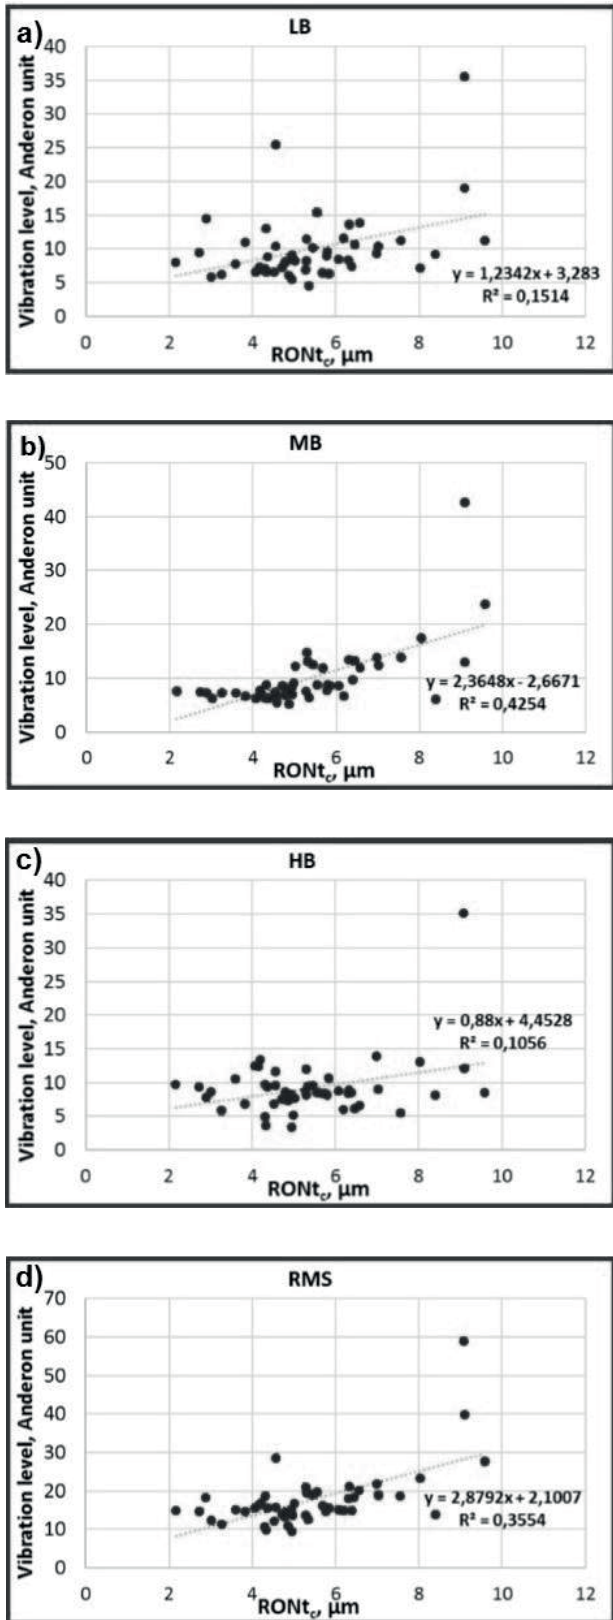 a)
LB
Vibration level, Anderon unit
40
35
30
25
20
15
10
5
0
y = 1,2342x + 3,283
R² = 0,1514
0 2 4 6 8 10 12
RONtc, µm
b)
MB
Vibration level, Anderon unit
50
40
30
20
10
0
y = 2,3648x - 2,6671
R² = 0,4254
0 2 4 6 8 10 12
RONtc, µm
c)
HB
Vibration level, Anderon unit
40
35
30
25
20
15
10
5
0
y = 0,88x + 4,4528
R² = 0,1056
0 2 4 6 8 10 12
RONtc, µm
d)
RMS
Vibration level, Anderon unit
70
60
50
40
30
20
10
0
y = 2,8792x + 2,1007
R² = 0,3554
0 2 4 6 8 10 12
RONtc, µm